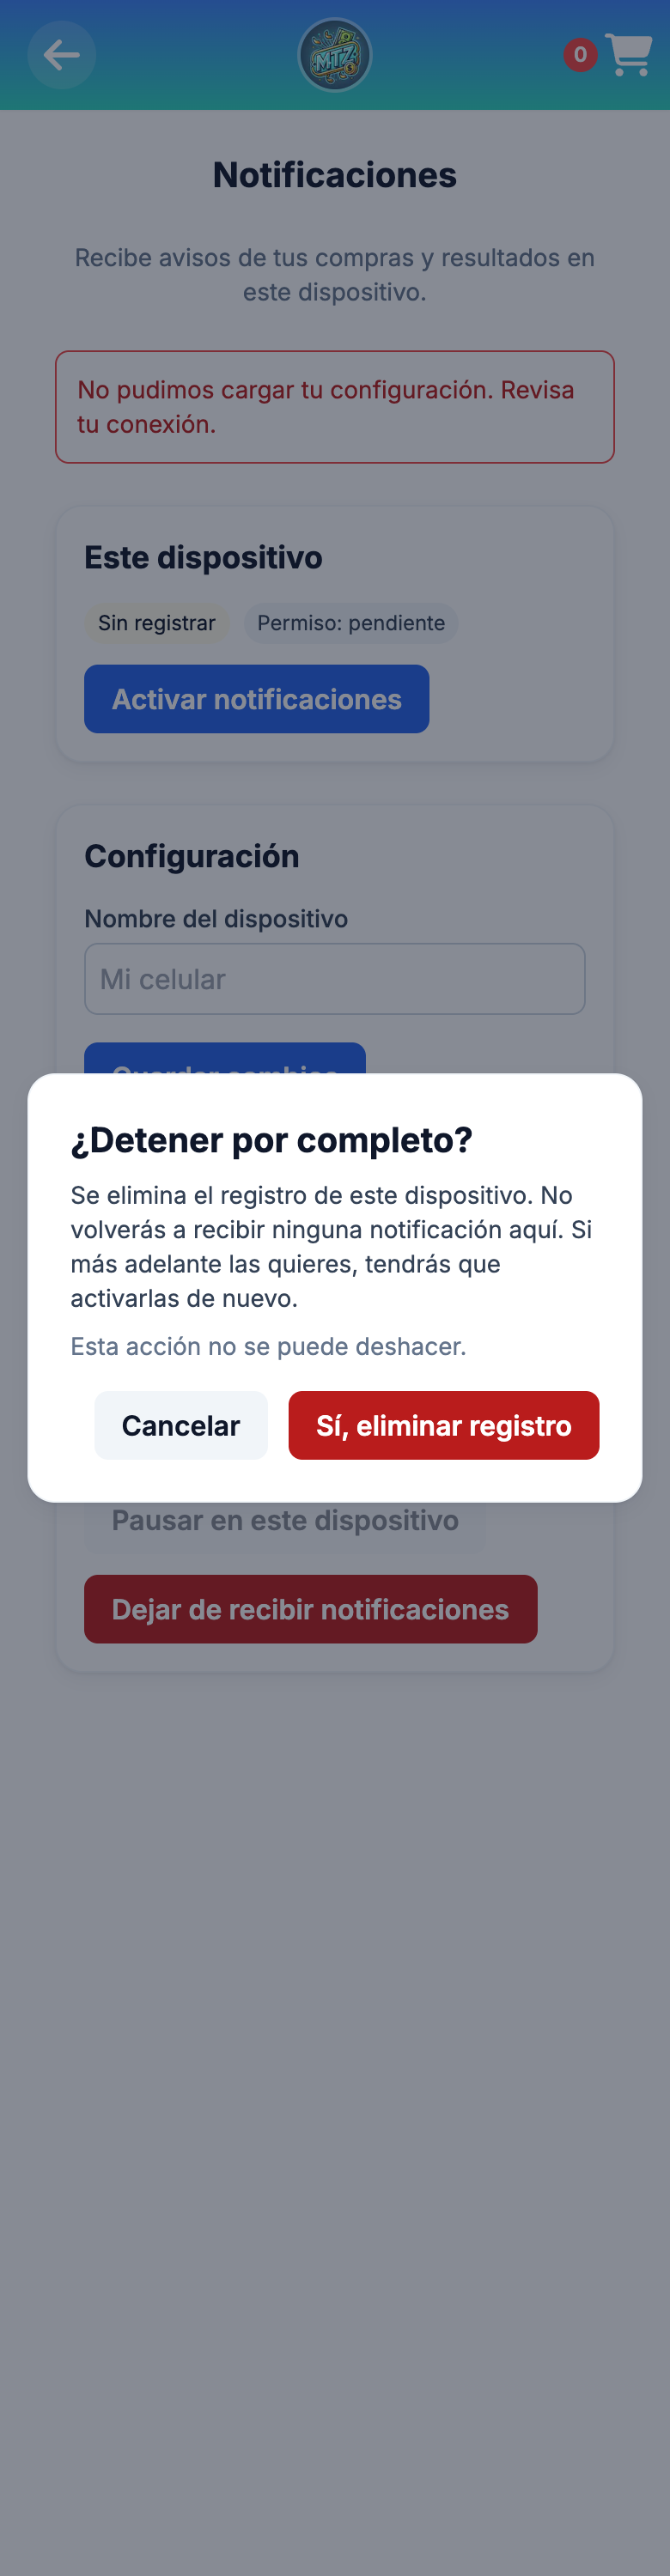 MTZ
0
Notificaciones
Recibe avisos de tus compras y resultados en
este dispositivo.
No pudimos cargar tu configuración. Revisa
tu conexión.
Este dispositivo
Sin registrar
Permiso: pendiente
Activar notificaciones
Configuración
Nombre del dispositivo
Mi celular
Guardar cambios
¿Detener por completo?
Se elimina el registro de este dispositivo. No
volverás a recibir ninguna notificación aquí. Si
más adelante las quieres, tendrás que
activarlas de nuevo.
Esta acción no se puede deshacer.
Cancelar
Sí, eliminar registro
Pausar en este dispositivo
Dejar de recibir notificaciones